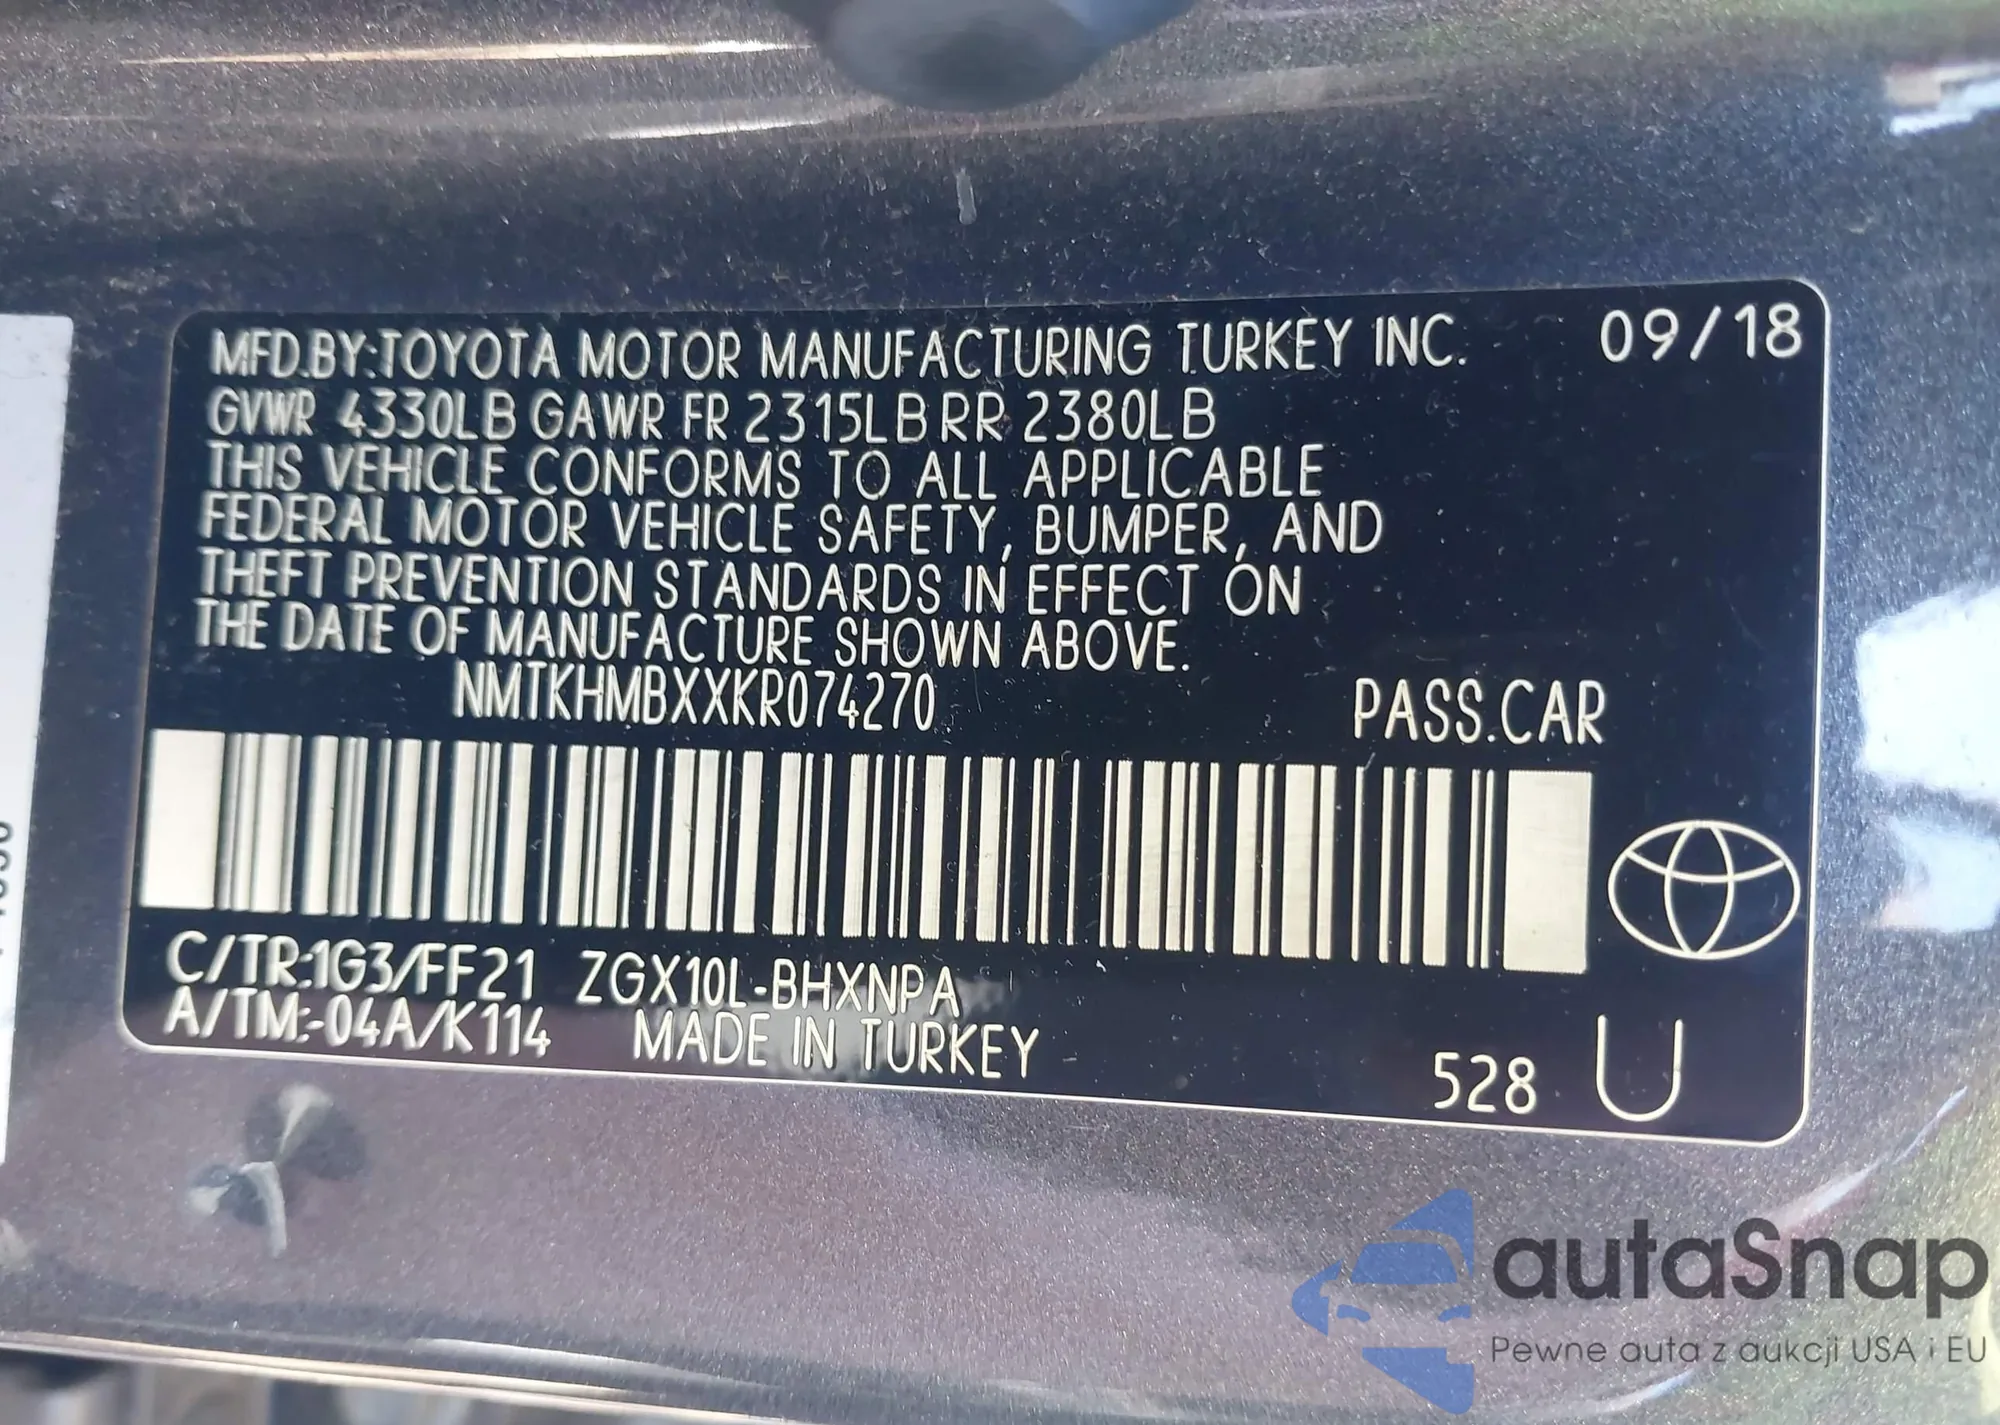 MFD.BY:TOYOTA MOTOR MANUFACTURING TURKEY INC. 09/18
GVWR 4330LB GAWR FR 2315LB RR 2380LB
THIS VEHICLE CONFORMS TO ALL APPLICABLE
FEDERAL MOTOR VEHICLE SAFETY, BUMPER, AND
THEFT PREVENTION STANDARDS IN EFFECT ON
THE DATE OF MANUFACTURE SHOWN ABOVE.
NMTKHMBXXKR074270 PASS.CAR
C/TR:1G3/FF21 ZGX10L-BHXNPA
A/TM:-04A/K114 MADE IN TURKEY
528 U
autaSnap
Pewne auta z aukcji USA i EU